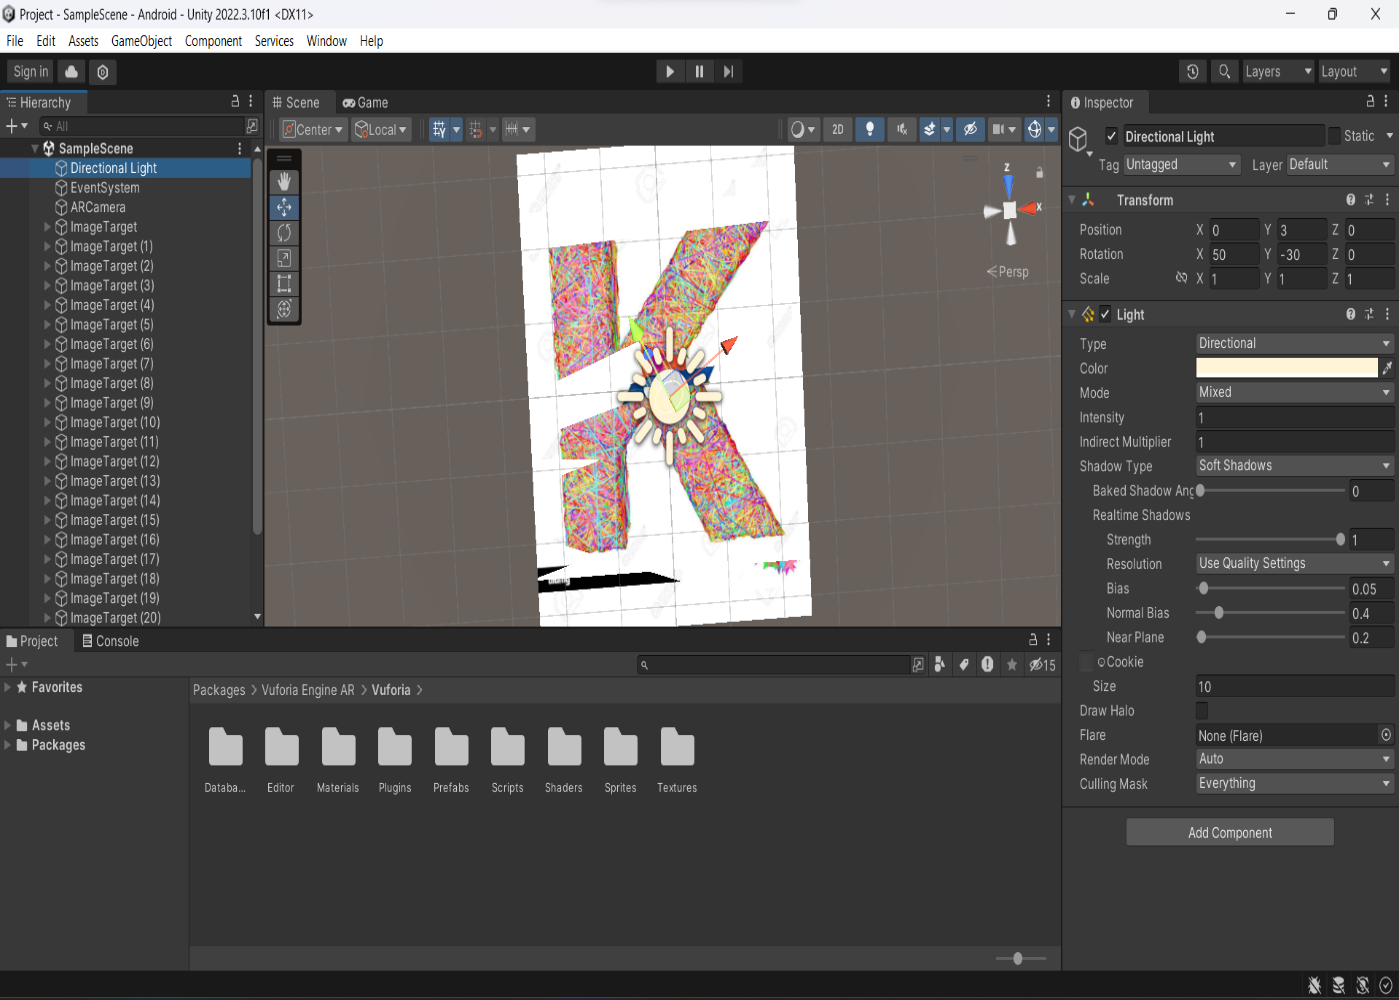 Project - SampleScene - Android - Unity 2022.3.10f1 <DX11>
File Edit Assets GameObject Component Services Window Help
Sign in
Layers
Layout
Hierarchy
All
SampleScene
Directional Light
EventSystem
ARCamera
ImageTarget
ImageTarget (1)
ImageTarget (2)
ImageTarget (3)
ImageTarget (4)
ImageTarget (5)
ImageTarget (6)
ImageTarget (7)
ImageTarget (8)
ImageTarget (9)
ImageTarget (10)
ImageTarget (11)
ImageTarget (12)
ImageTarget (13)
ImageTarget (14)
ImageTarget (15)
ImageTarget (16)
ImageTarget (17)
ImageTarget (18)
ImageTarget (19)
ImageTarget (20)
Scene Game
Center Local
2D
z
x
Persp
K
Inspector
Directional Light Static
Tag Untagged Layer Default
Transform
Position X 0 Y 3 Z 0
Rotation X 50 Y -30 Z 0
Scale X 1 Y 1 Z 1
Light
Type Directional
Color
Mode Mixed
Intensity 1
Indirect Multiplier 1
Shadow Type Soft Shadows
Baked Shadow Ang 0
Realtime Shadows
Strength 1
Resolution Use Quality Settings
Bias 0.05
Normal Bias 0.4
Near Plane 0.2
Cookie
Size 10
Draw Halo
Flare None (Flare)
Render Mode Auto
Culling Mask Everything
Add Component
Project Console
15
Favorites
Assets
Packages
Packages > Vuforia Engine AR > Vuforia >
Databa... Editor Materials Plugins Prefabs Scripts Shaders Sprites Textures